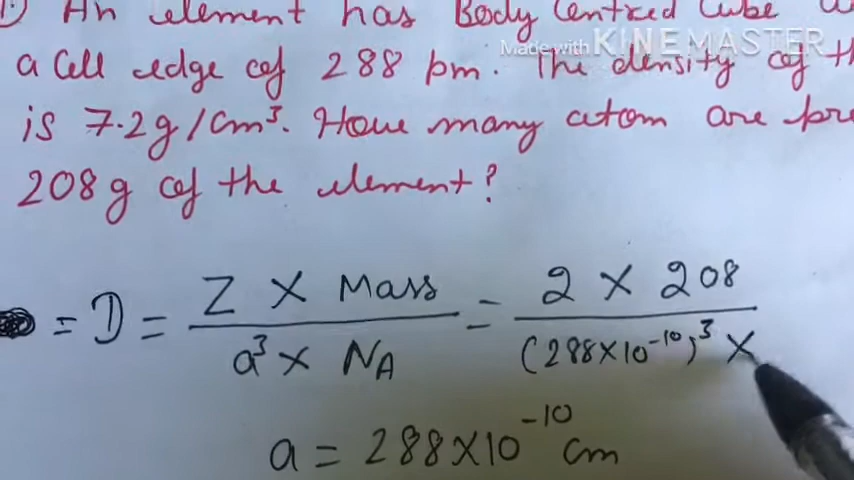 An element has Body Centred Cube
Made with KINEMASTER
a Cell edge of 288 pm. The density of
is 7.2g/Cm³. How many atom are
208g of the element?
= D = Z × Mass / a³ × NA = 2 × 208 / (288×10⁻¹⁰)³ ×
a = 288×10⁻¹⁰ cm